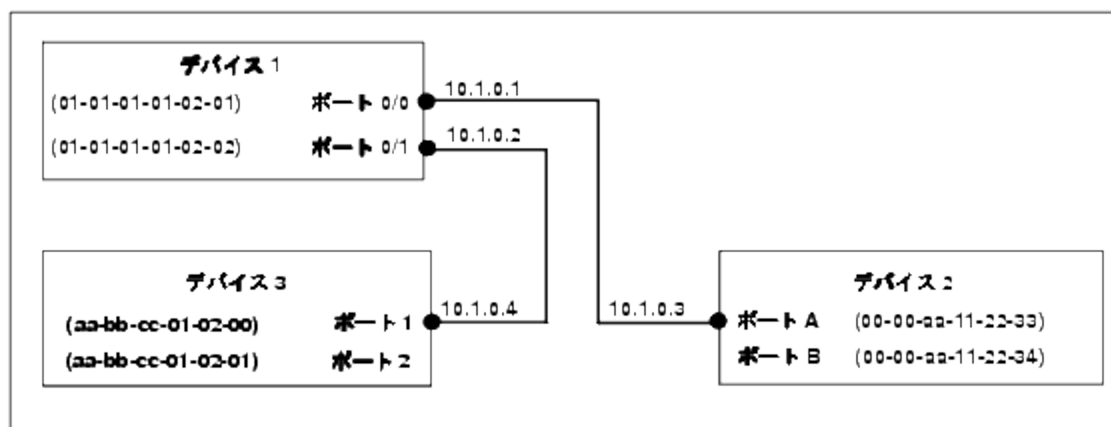 デバイス 1
(01-01-01-01-02-01) ポート 0/0
10.1.0.1
(01-01-01-01-02-02) ポート 0/1
10.1.0.2
デバイス 3
(aa-bb-cc-01-02-00) ポート 1
10.1.0.4
(aa-bb-cc-01-02-01) ポート 2
デバイス 2
10.1.0.3
ポート A (00-00-aa-11-22-33)
ポート B (00-00-aa-11-22-34)